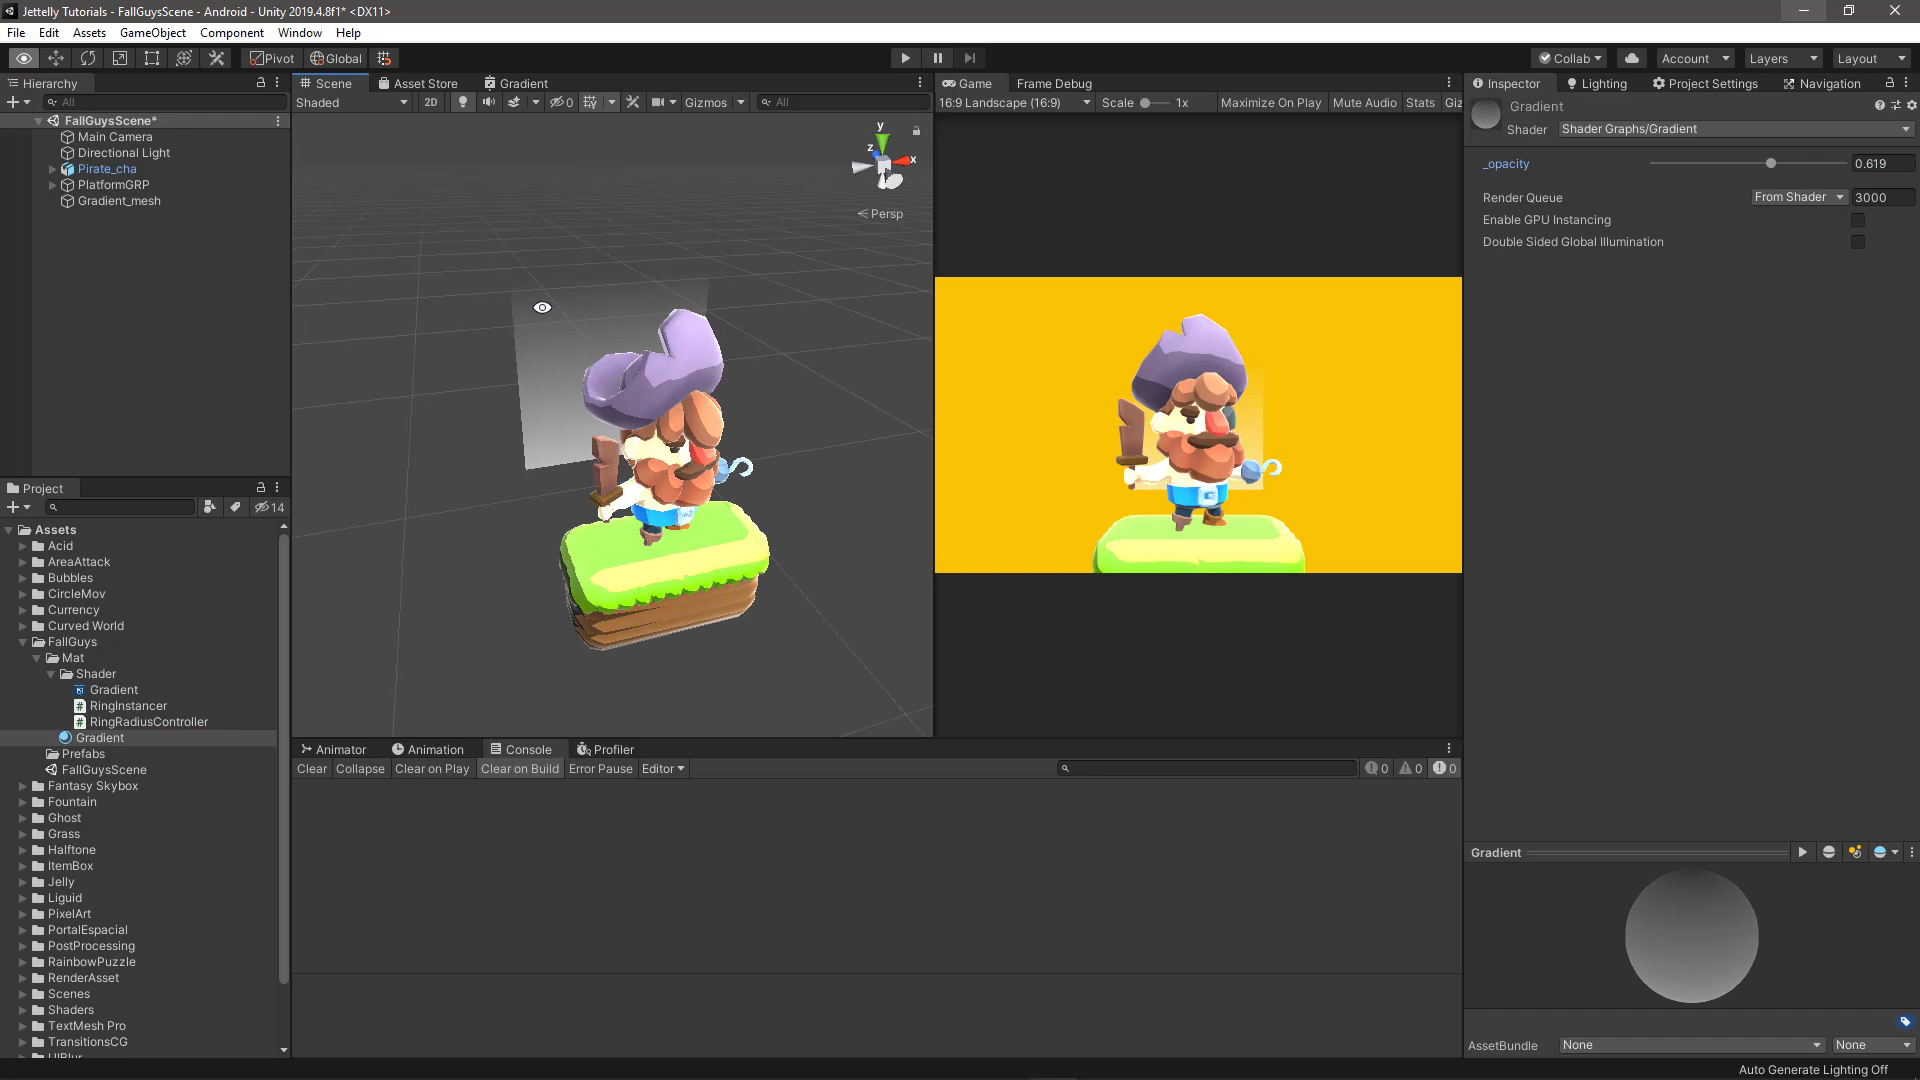 Jettelly Tutorials - FallGuysScene - Android - Unity 2019.4.8f1* <DX11>
File Edit Assets GameObject Component Window Help
Pivot Global
Collab Account Layers Layout
Hierarchy
All
FallGuysScene*
Main Camera
Directional Light
Pirate_cha
PlatformGRP
Gradient_mesh
Scene Asset Store Gradient
Shaded 2D 0 Gizmos All
y
z
x
Persp
Game Frame Debug
16:9 Landscape (16:9) Scale 1x Maximize On Play Mute Audio Stats Giz
Inspector Lighting Project Settings Navigation
Gradient
Shader Shader Graphs/Gradient
_opacity 0.619
Render Queue From Shader 3000
Enable GPU Instancing
Double Sided Global Illumination
Project
14
Assets
Acid
AreaAttack
Bubbles
CircleMov
Currency
Curved World
FallGuys
Mat
Shader
Gradient
RingInstancer
RingRadiusController
Gradient
Prefabs
FallGuysScene
Fantasy Skybox
Fountain
Ghost
Grass
Halftone
ItemBox
Jelly
Liguid
PixelArt
PortalEspacial
PostProcessing
RainbowPuzzle
RenderAsset
Scenes
Shaders
TextMesh Pro
TransitionsCG
UIBlur
Animator Animation Console Profiler
Clear Collapse Clear on Play Clear on Build Error Pause Editor 0 0 0
Gradient
AssetBundle None None
Auto Generate Lighting Off